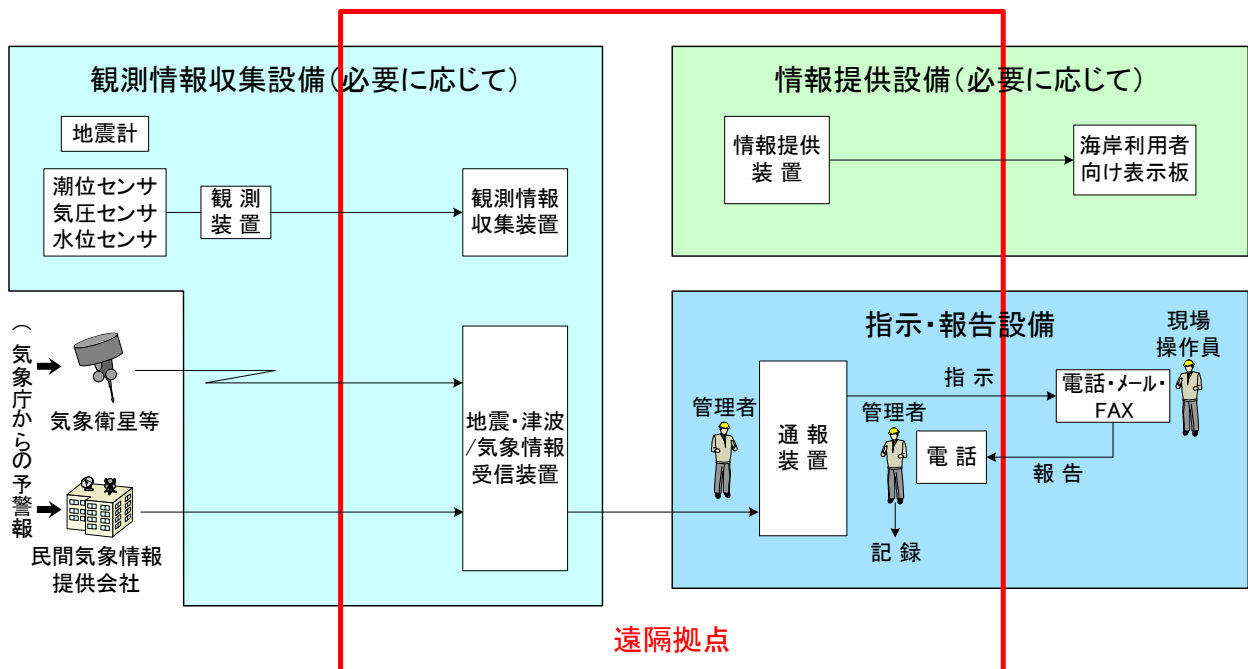 観測情報収集設備(必要に応じて)
地震計
潮位センサ
気圧センサ
水位センサ
観 測
装 置
観測情報
収集装置
(気象庁からの予警報
気象衛星等
民間気象情報
提供会社
地震・津波
/気象情報
受信装置
情報提供設備(必要に応じて)
情報提供
装 置
海岸利用者
向け表示板
指示・報告設備
管理者
通 報
装 置
管理者
指 示
現場
操作員
電話・メール・
FAX
電 話
報 告
記 録
遠隔拠点